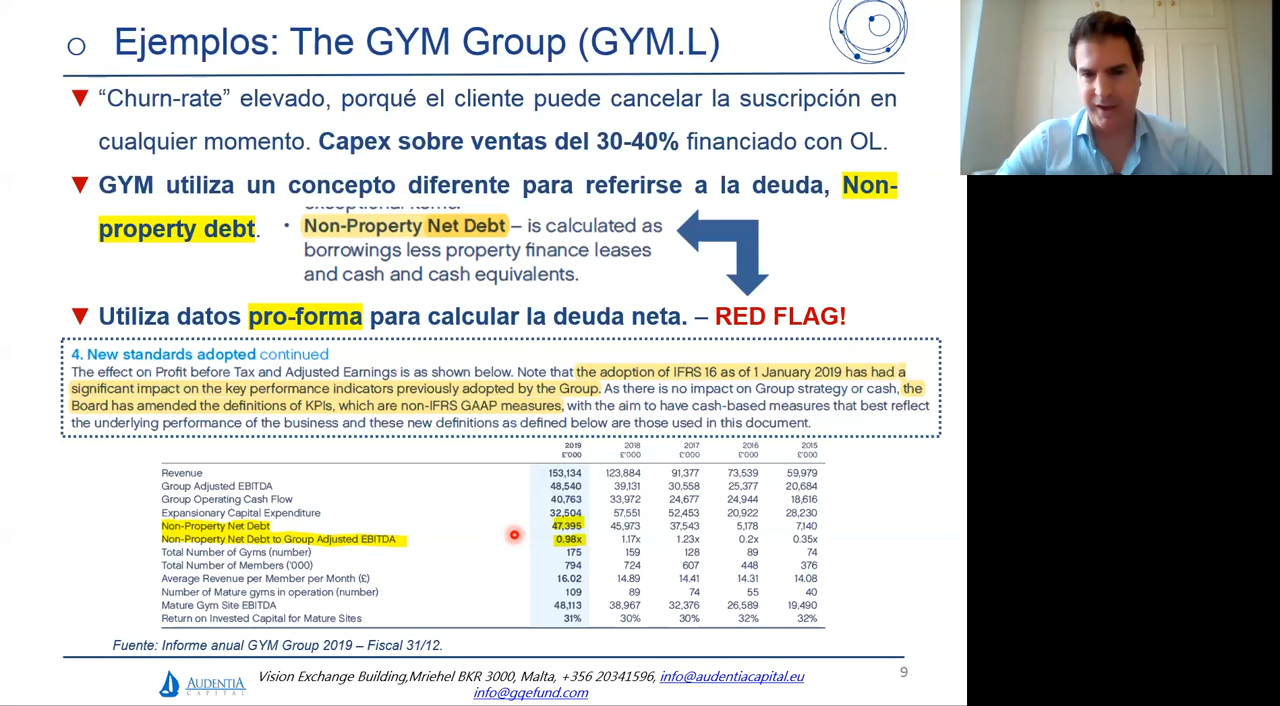 Ejemplos: The GYM Group (GYM.L)
▼ “Churn-rate” elevado, porqué el cliente puede cancelar la suscripción en
cualquier momento. Capex sobre ventas del 30-40% financiado con OL.
▼ GYM utiliza un concepto diferente para referirse a la deuda, Non-
property debt.
exceptional items.
• Non-Property Net Debt – is calculated as
borrowings less property finance leases
and cash and cash equivalents.
▼ Utiliza datos pro-forma para calcular la deuda neta. – RED FLAG!
4. New standards adopted continued
The effect on Profit before Tax and Adjusted Earnings is as shown below. Note that the adoption of IFRS 16 as of 1 January 2019 has had a
significant impact on the key performance indicators previously adopted by the Group. As there is no impact on Group strategy or cash, the
Board has amended the definitions of KPIs, which are non-IFRS GAAP measures, with the aim to have cash-based measures that best reflect
the underlying performance of the business and these new definitions as defined below are those used in this document.
2019 2018 2017 2016 2015
£'000 £'000 £'000 £'000 £'000
Revenue 153,134 123,884 91,377 73,539 59,979
Group Adjusted EBITDA 48,540 39,131 30,558 25,377 20,684
Group Operating Cash Flow 40,763 33,972 24,677 24,944 18,616
Expansionary Capital Expenditure 32,504 57,551 52,453 20,922 28,230
Non-Property Net Debt 47,395 45,973 37,543 5,178 7,140
Non-Property Net Debt to Group Adjusted EBITDA 0.98x 1.17x 1.23x 0.2x 0.35x
Total Number of Gyms (number) 175 159 128 89 74
Total Number of Members ('000) 794 724 607 448 376
Average Revenue per Member per Month (£) 16.02 14.89 14.41 14.31 14.08
Number of Mature gyms in operation (number) 109 89 74 55 40
Mature Gym Site EBITDA 48,113 38,967 32,376 26,589 19,490
Return on Invested Capital for Mature Sites 31% 30% 30% 32% 32%
Fuente: Informe anual GYM Group 2019 – Fiscal 31/12.
AUDENTIA
CAPITAL
Vision Exchange Building,Mriehel BKR 3000, Malta, +356 20341596, info@audentiacapital.eu
info@gqefund.com
9